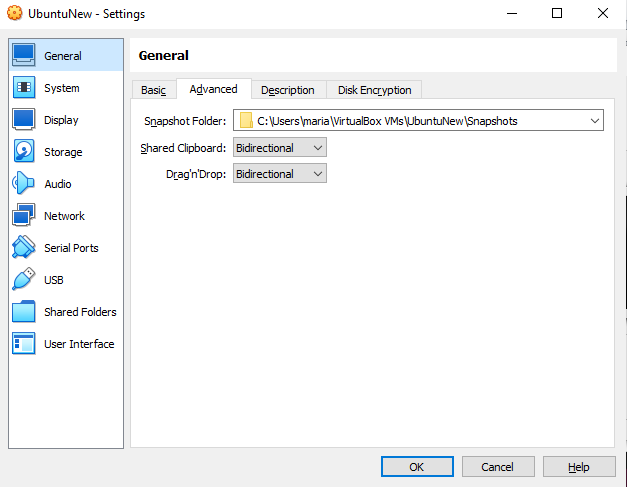 UbuntuNew - Settings
General
System
Display
Storage
Audio
Network
Serial Ports
USB
Shared Folders
User Interface
General
Basic Advanced Description Disk Encryption
Snapshot Folder: C:\Users\maria\VirtualBox VMs\UbuntuNew\Snapshots
Shared Clipboard: Bidirectional
Drag'n'Drop: Bidirectional
OK Cancel Help